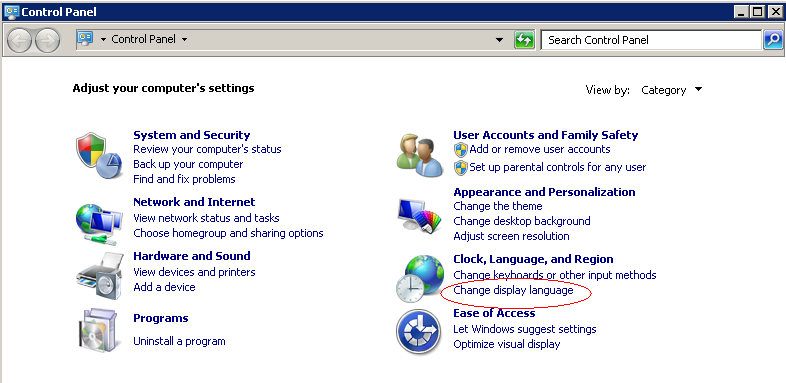 Control Panel
Control Panel
Search Control Panel
Adjust your computer's settings
View by: Category
System and Security
Review your computer's status
Back up your computer
Find and fix problems
Network and Internet
View network status and tasks
Choose homegroup and sharing options
Hardware and Sound
View devices and printers
Add a device
Programs
Uninstall a program
User Accounts and Family Safety
Add or remove user accounts
Set up parental controls for any user
Appearance and Personalization
Change the theme
Change desktop background
Adjust screen resolution
Clock, Language, and Region
Change keyboards or other input methods
Change display language
Ease of Access
Let Windows suggest settings
Optimize visual display